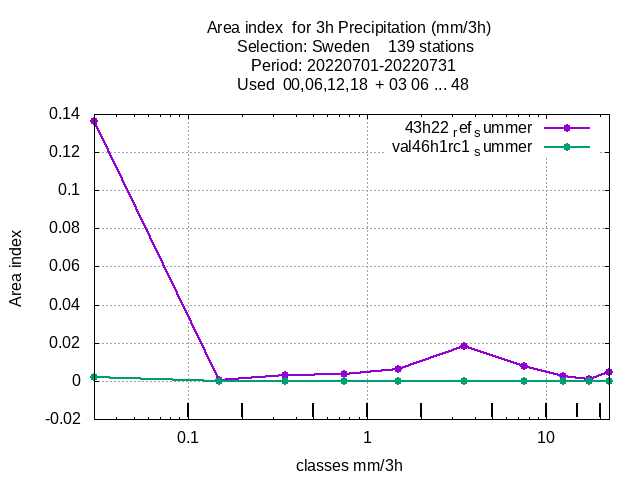 Area index  for 3h Precipitation (mm/3h)
Selection: Sweden    139 stations
Period: 20220701-20220731
Used  00,06,12,18  + 03 06 ... 48
43h22 refsummer
val46h1rc1 summer
0.14
0.12
0.1
0.08
0.06
0.04
0.02
0
-0.02
Area index
0.1 1 10
classes mm/3h